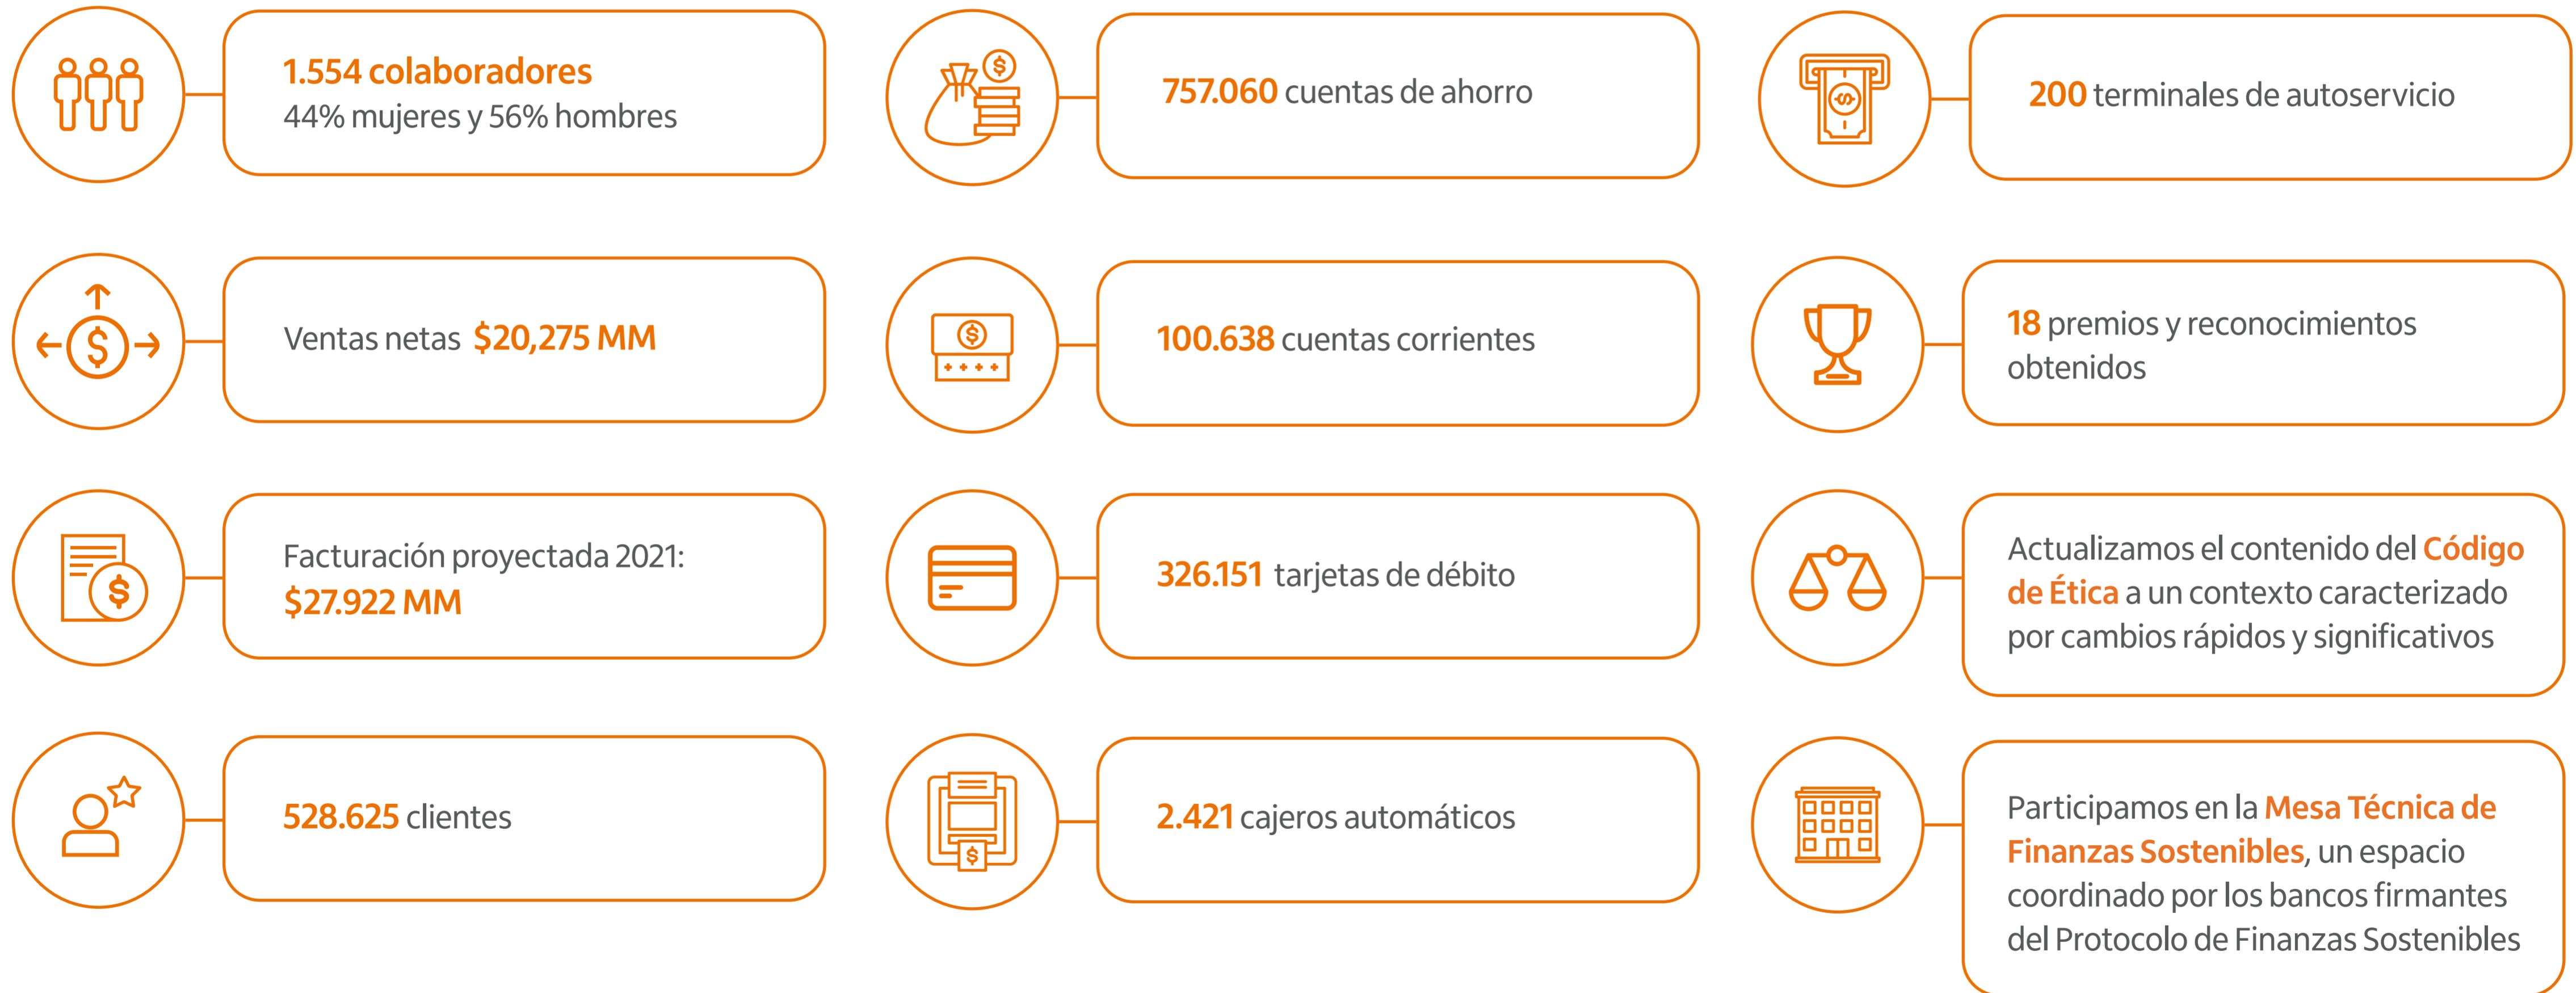 1.554 colaboradores
44% mujeres y 56% hombres
757.060 cuentas de ahorro
200 terminales de autoservicio
Ventas netas $20,275 MM
100.638 cuentas corrientes
18 premios y reconocimientos
obtenidos
Facturación proyectada 2021:
$27.922 MM
326.151 tarjetas de débito
Actualizamos el contenido del Código
de Ética a un contexto caracterizado
por cambios rápidos y significativos
528.625 clientes
2.421 cajeros automáticos
Participamos en la Mesa Técnica de
Finanzas Sostenibles, un espacio
coordinado por los bancos firmantes
del Protocolo de Finanzas Sostenibles